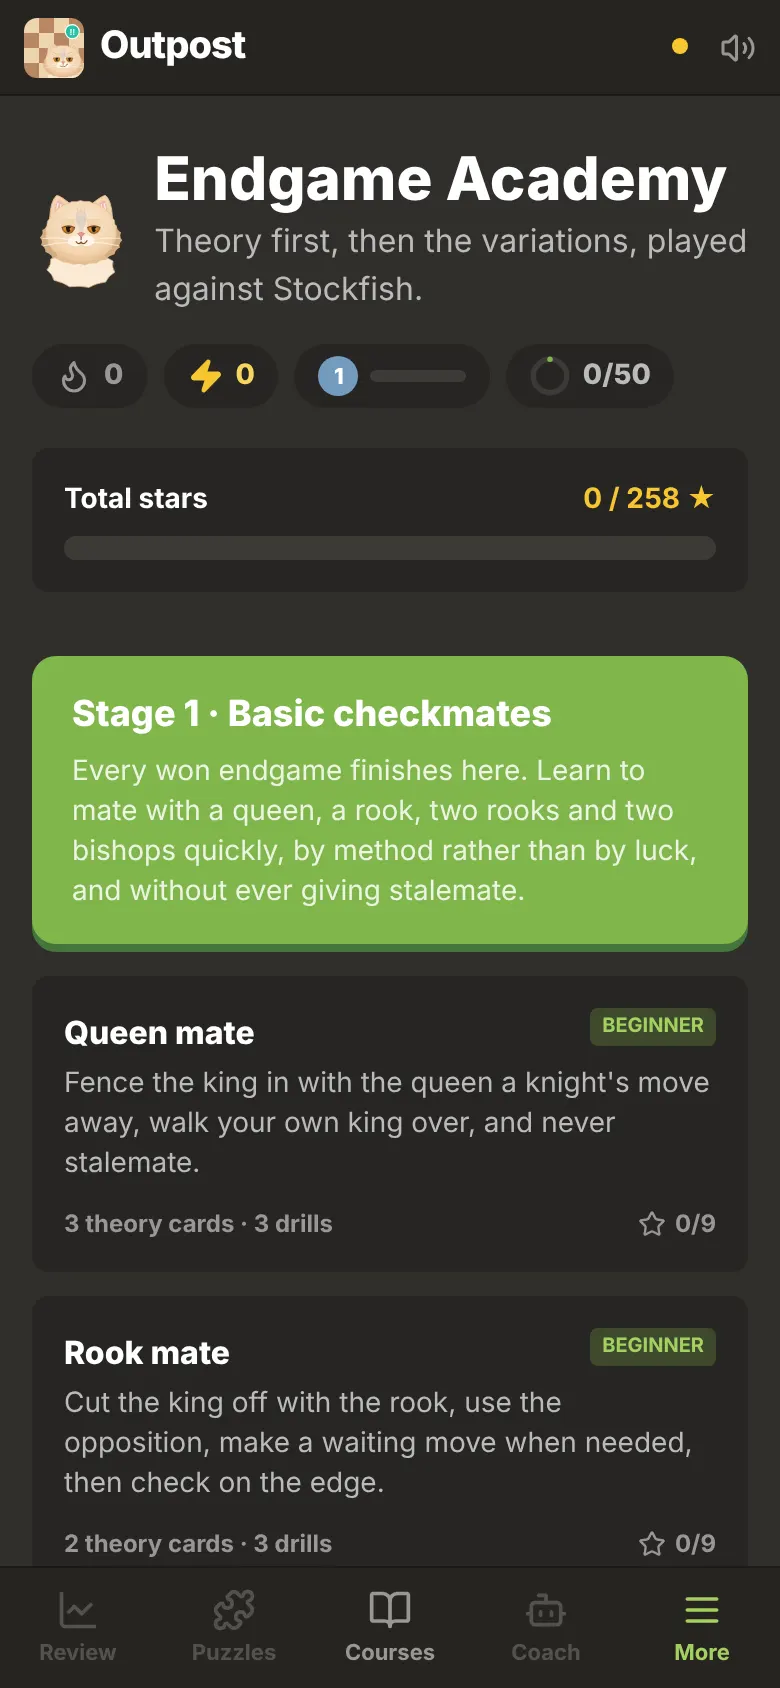 Outpost
Endgame Academy
Theory first, then the variations, played
against Stockfish.
0
0
1
0/50
Total stars
0 / 258 ★
Stage 1 · Basic checkmates
Every won endgame finishes here. Learn to
mate with a queen, a rook, two rooks and two
bishops quickly, by method rather than by luck,
and without ever giving stalemate.
Queen mate
BEGINNER
Fence the king in with the queen a knight's move
away, walk your own king over, and never
stalemate.
3 theory cards · 3 drills
0/9
Rook mate
BEGINNER
Cut the king off with the rook, use the
opposition, make a waiting move when needed,
then check on the edge.
2 theory cards · 3 drills
0/9
Review
Puzzles
Courses
Coach
More